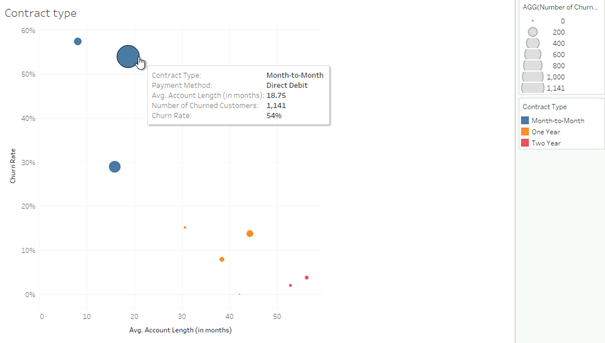 Contract type
60%
50%
40%
30%
20%
10%
0%
Churn Rate
0 10 20 30 40 50
Avg. Account Length (in months)
Contract Type: Month-to-Month
Payment Method: Direct Debit
Avg. Account Length (in months): 18.75
Number of Churned Customers: 1,141
Churn Rate: 54%
AGG(Number of Churn...
0
200
400
600
800
1,000
1,141
Contract Type
Month-to-Month
One Year
Two Year